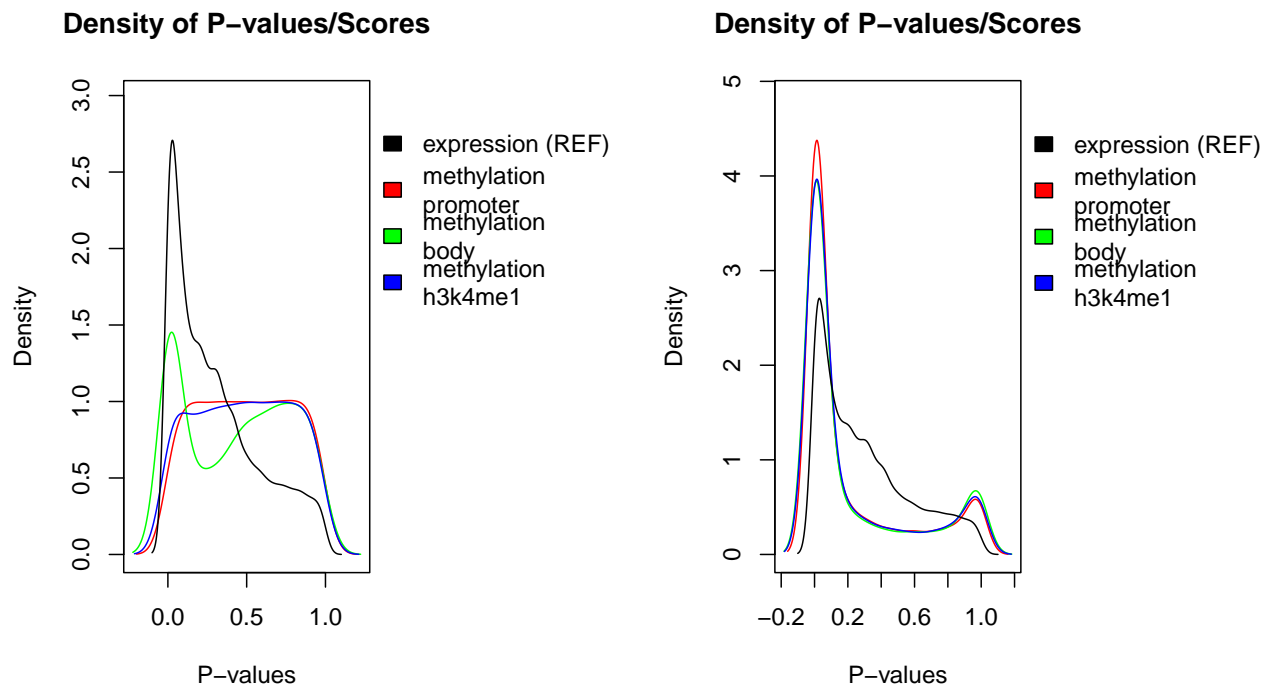 Density of P−values/Scores
Density
3.0
2.5
2.0
1.5
1.0
0.5
0.0
0.0 0.5 1.0
P−values
expression (REF)
methylation
promoter
methylation
body
methylation
h3k4me1
Density of P−values/Scores
Density
5
4
3
2
1
0
−0.2 0.2 0.6 1.0
P−values
expression (REF)
methylation
promoter
methylation
body
methylation
h3k4me1